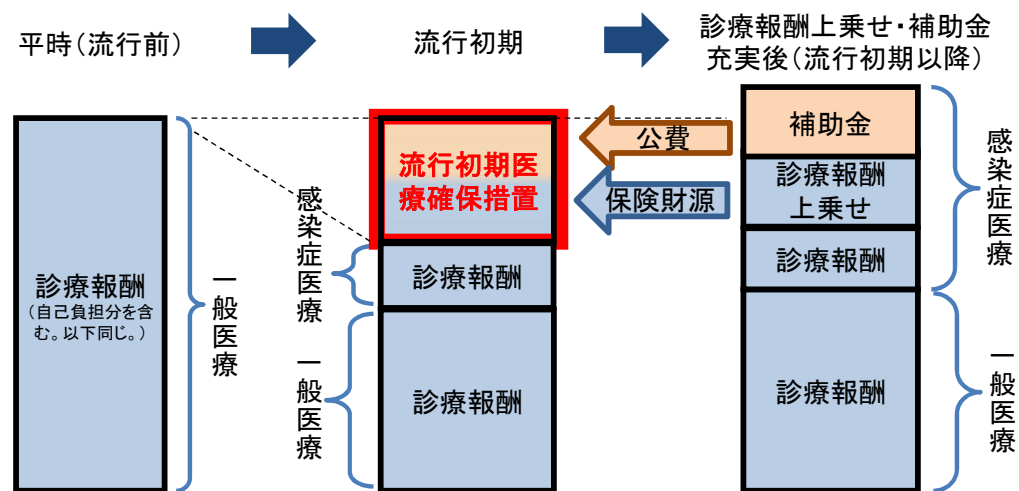 平時（流行前）
流行初期
診療報酬上乗せ・補助金
充実後（流行初期以降）
診療報酬
（自己負担分を含
む。以下同じ。）
一般医療
流行初期医
療確保措置
診療報酬
診療報酬
感染症医療
一般医療
公費
保険財源
補助金
診療報酬
上乗せ
診療報酬
診療報酬
感染症医療
一般医療